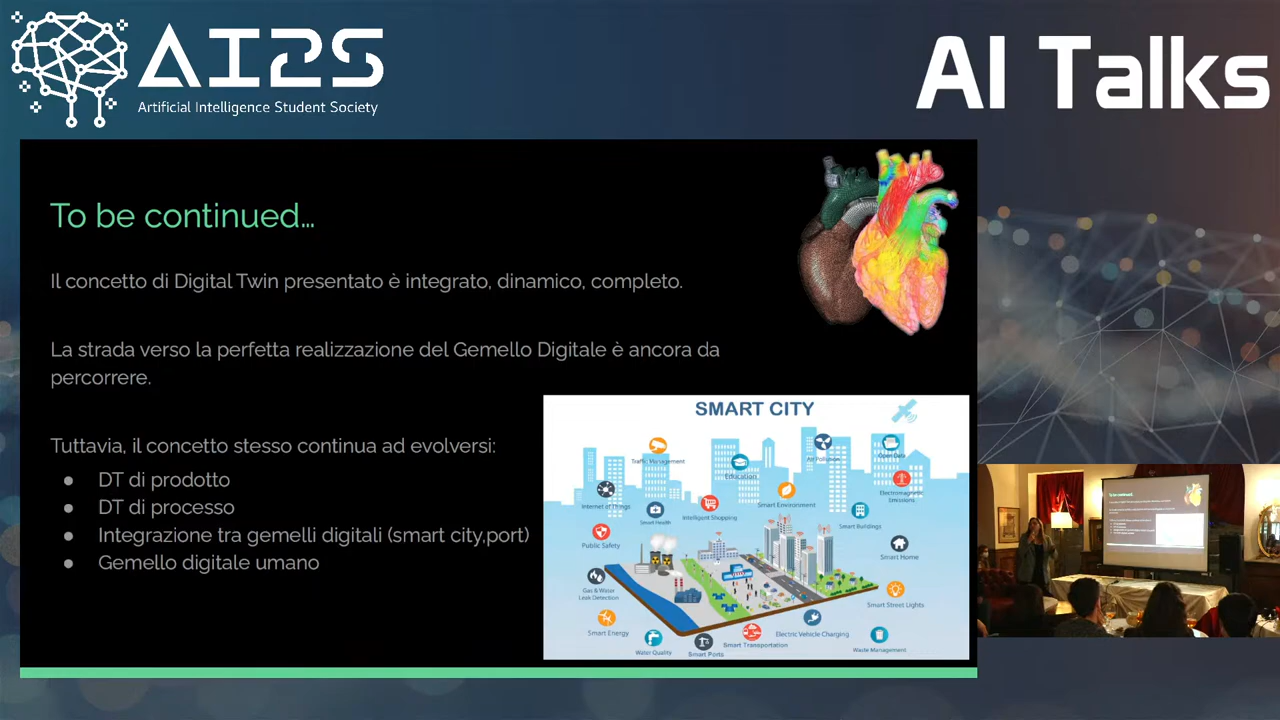 AI2S
Artificial Intelligence Student Society
AI Talks
To be continued…
Il concetto di Digital Twin presentato è integrato, dinamico, completo.
La strada verso la perfetta realizzazione del Gemello Digitale è ancora da
percorrere.
Tuttavia, il concetto stesso continua ad evolversi:
● DT di prodotto
● DT di processo
● Integrazione tra gemelli digitali (smart city,port)
● Gemello digitale umano
SMART CITY
Traffic Management
Education
Air Pollution
Open Data
Electromagnetic
Emissions
Internet of Things
Smart Health
Intelligent Shopping
Smart Environment
Smart Buildings
Public Safety
Smart Home
Gas & Water
Leak Detection
Smart Street Lights
Smart Energy
Water Quality
Smart Ports
Smart Transportation
Electric Vehicle Charging
Waste Management
To be continued...